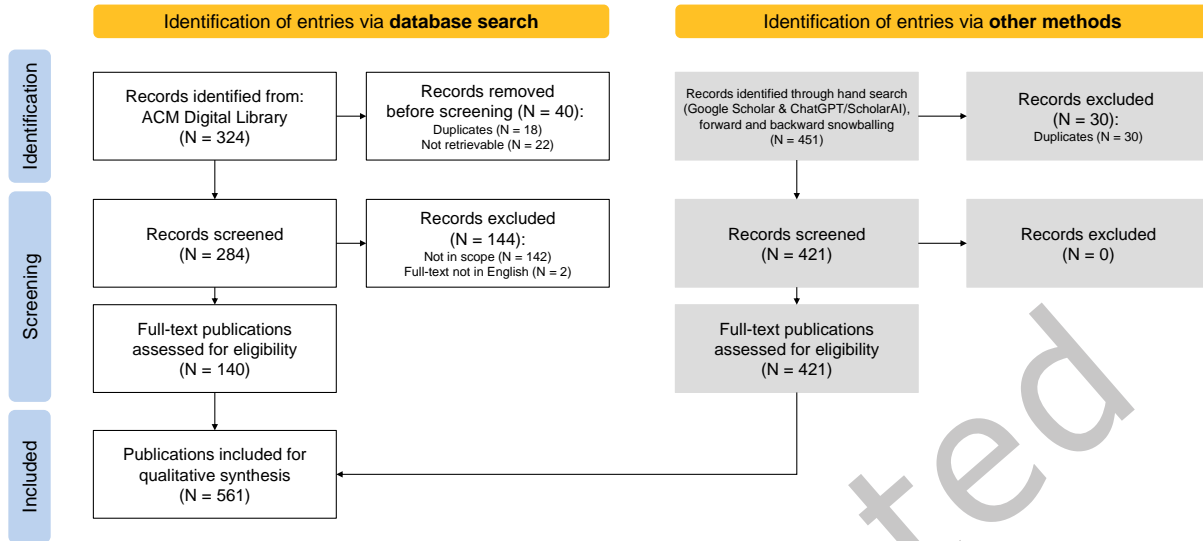 Identification of entries via database search
Identification of entries via other methods
Identification
Records identified from:
ACM Digital Library
(N = 324)
Records removed
before screening (N = 40):
Duplicates (N = 18)
Not retrievable (N = 22)
Records identified through hand search
(Google Scholar & ChatGPT/ScholarAI),
forward and backward snowballing
(N = 451)
Records excluded
(N = 30):
Duplicates (N = 30)
Screening
Records screened
(N = 284)
Records excluded
(N = 144):
Not in scope (N = 142)
Full-text not in English (N = 2)
Records screened
(N = 421)
Records excluded
(N = 0)
Full-text publications
assessed for eligibility
(N = 140)
Full-text publications
assessed for eligibility
(N = 421)
Included
Publications included for
qualitative synthesis
(N = 561)
ted